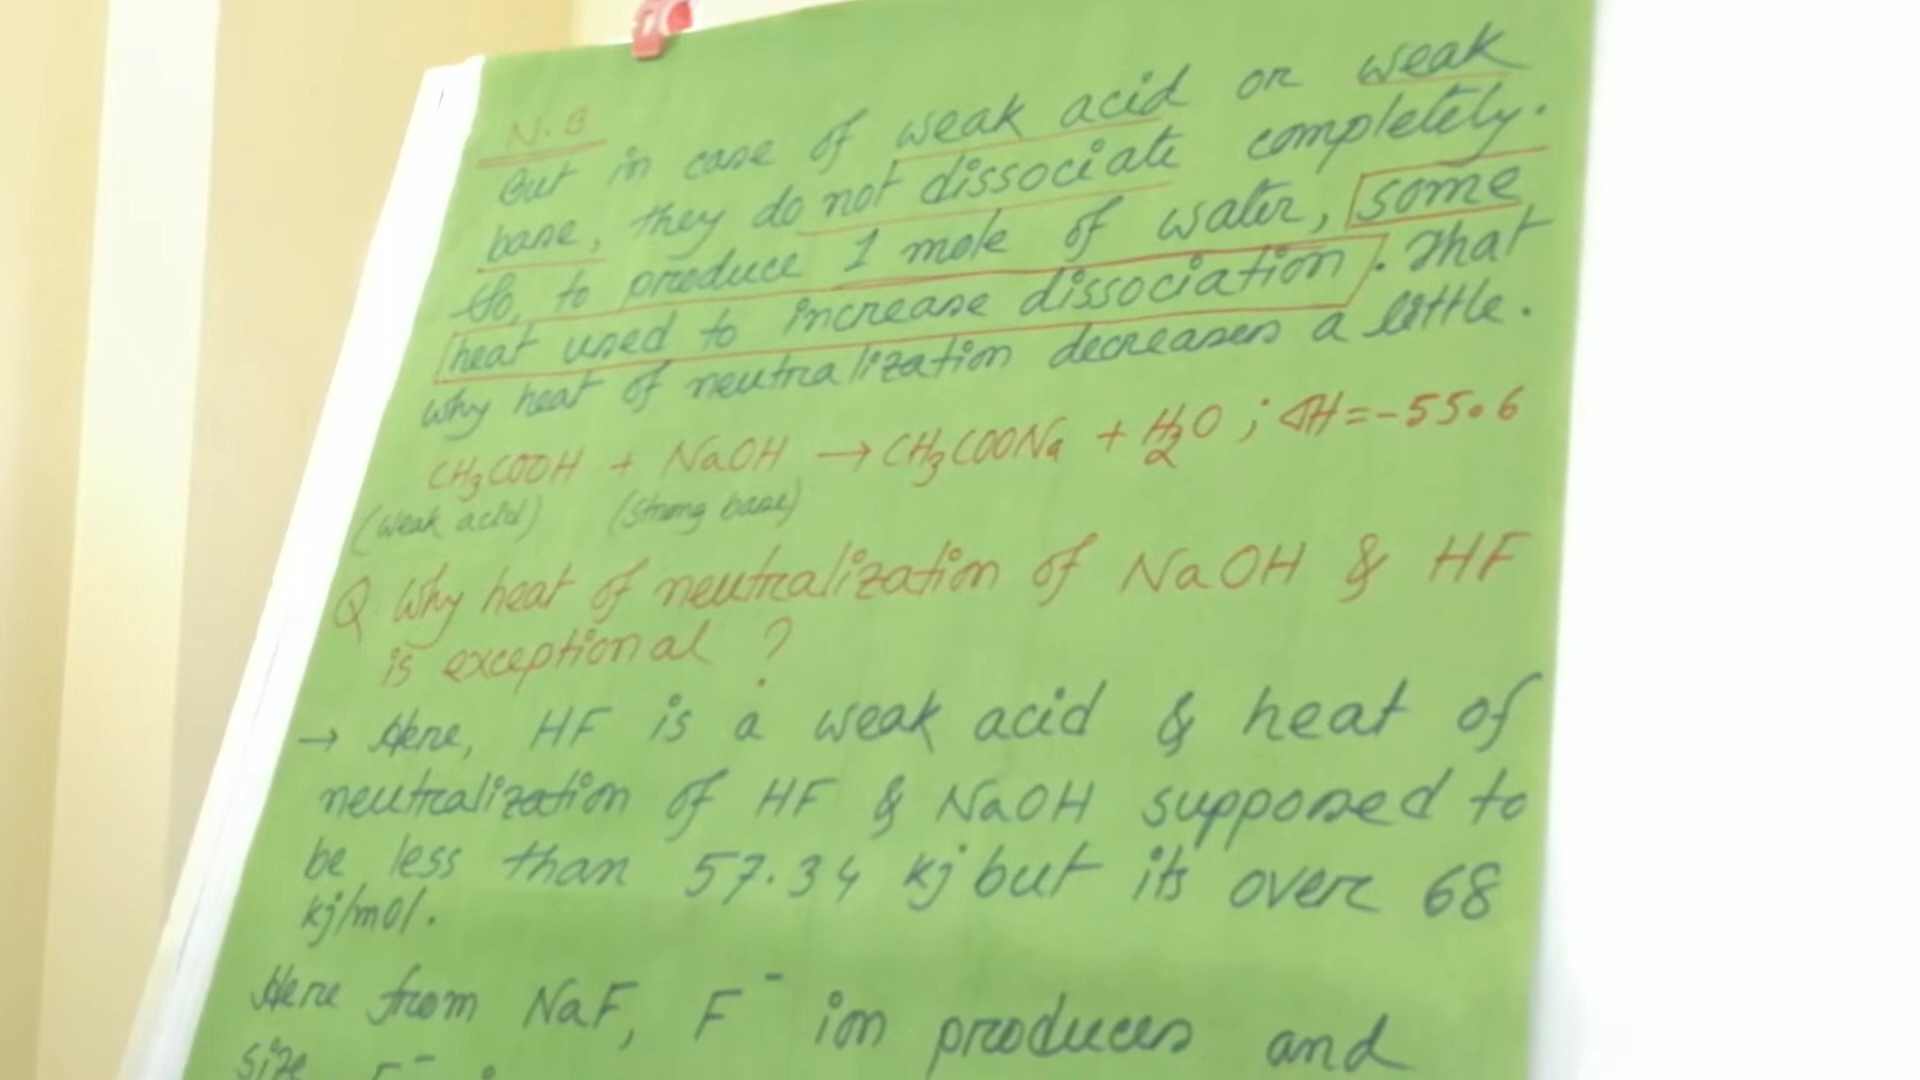 N.B
But in case of weak acid or weak
base, they do not dissociate completely.
So, to produce 1 mole of water, some
heat used to increase dissociation. That
why heat of neutralization decreases a little.
CH3COOH + NaOH → CH3COONa + H2O ; ΔH = -55.6
(weak acid) (strong base)
Q. Why heat of neutralization of NaOH & HF
is exceptional ?
→ Here, HF is a weak acid & heat of
neutralization of HF & NaOH supposed to
be less than 57.34 kj but its over 68
kj/mol.
Here from NaF, F⁻ ion produces and
size F⁻